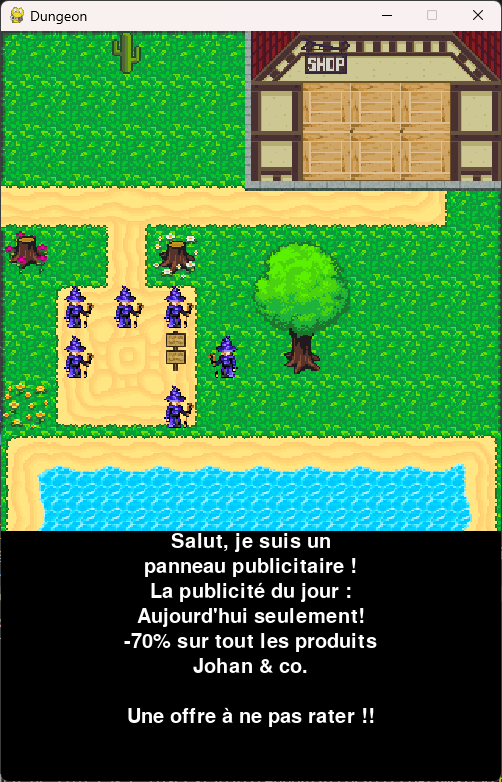 Dungeon
SHOP
Salut, je suis un
panneau publicitaire !
La publicité du jour :
Aujourd'hui seulement!
-70% sur tout les produits
Johan & co.
Une offre à ne pas rater !!